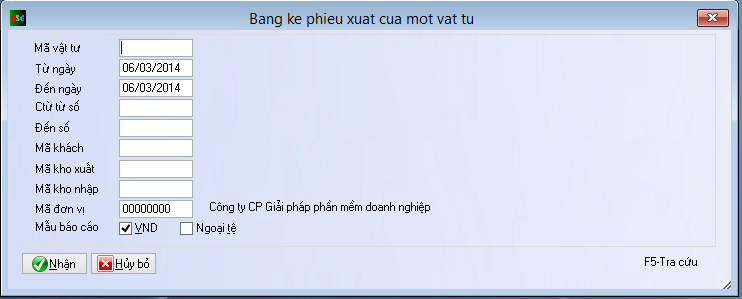 SE
Bang ke phieu xuat cua mot vat tu
Mã vật tư
Từ ngày 06/03/2014
Đến ngày 06/03/2014
Ctừ từ số
Đến số
Mã khách
Mã kho xuất
Mã kho nhập
Mã đơn vị 00000000 Công ty CP Giải pháp phần mềm doanh nghiệp
Mẫu báo cáo VND Ngoại tệ
Nhận Hủy bỏ F5-Tra cứu